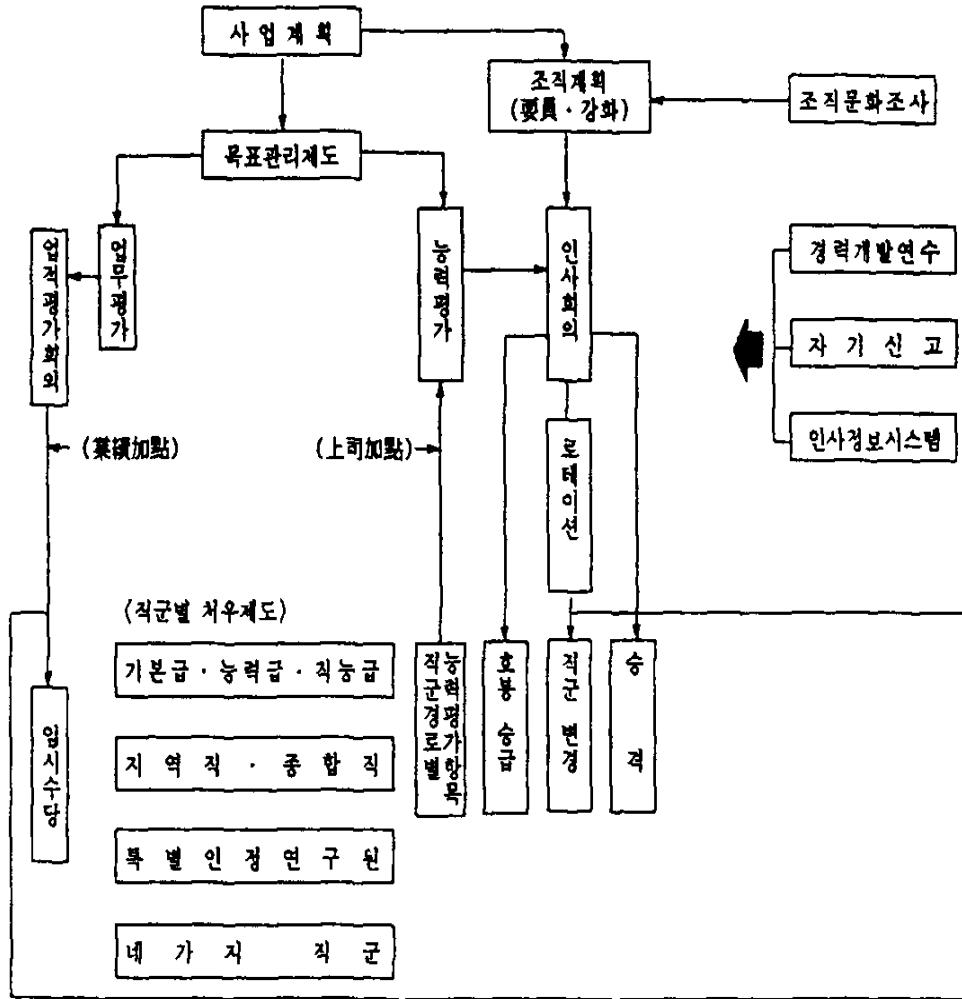 사업계획
조직계획
(要員·강화)
조직문화조사
목표관리제도
업적평가회의
업무평가
능력평가
인사회의
경력개발연수
자기신고
인사정보시스템
(業績加點)
(上司加點)
로테이션
(직군별 처우제도)
기본급·능력급·직능급
지역직·종합직
특별인정연구원
네가지 직군
임시수당
직군경로별
능력평가항목
호봉승급
직군변경
승격